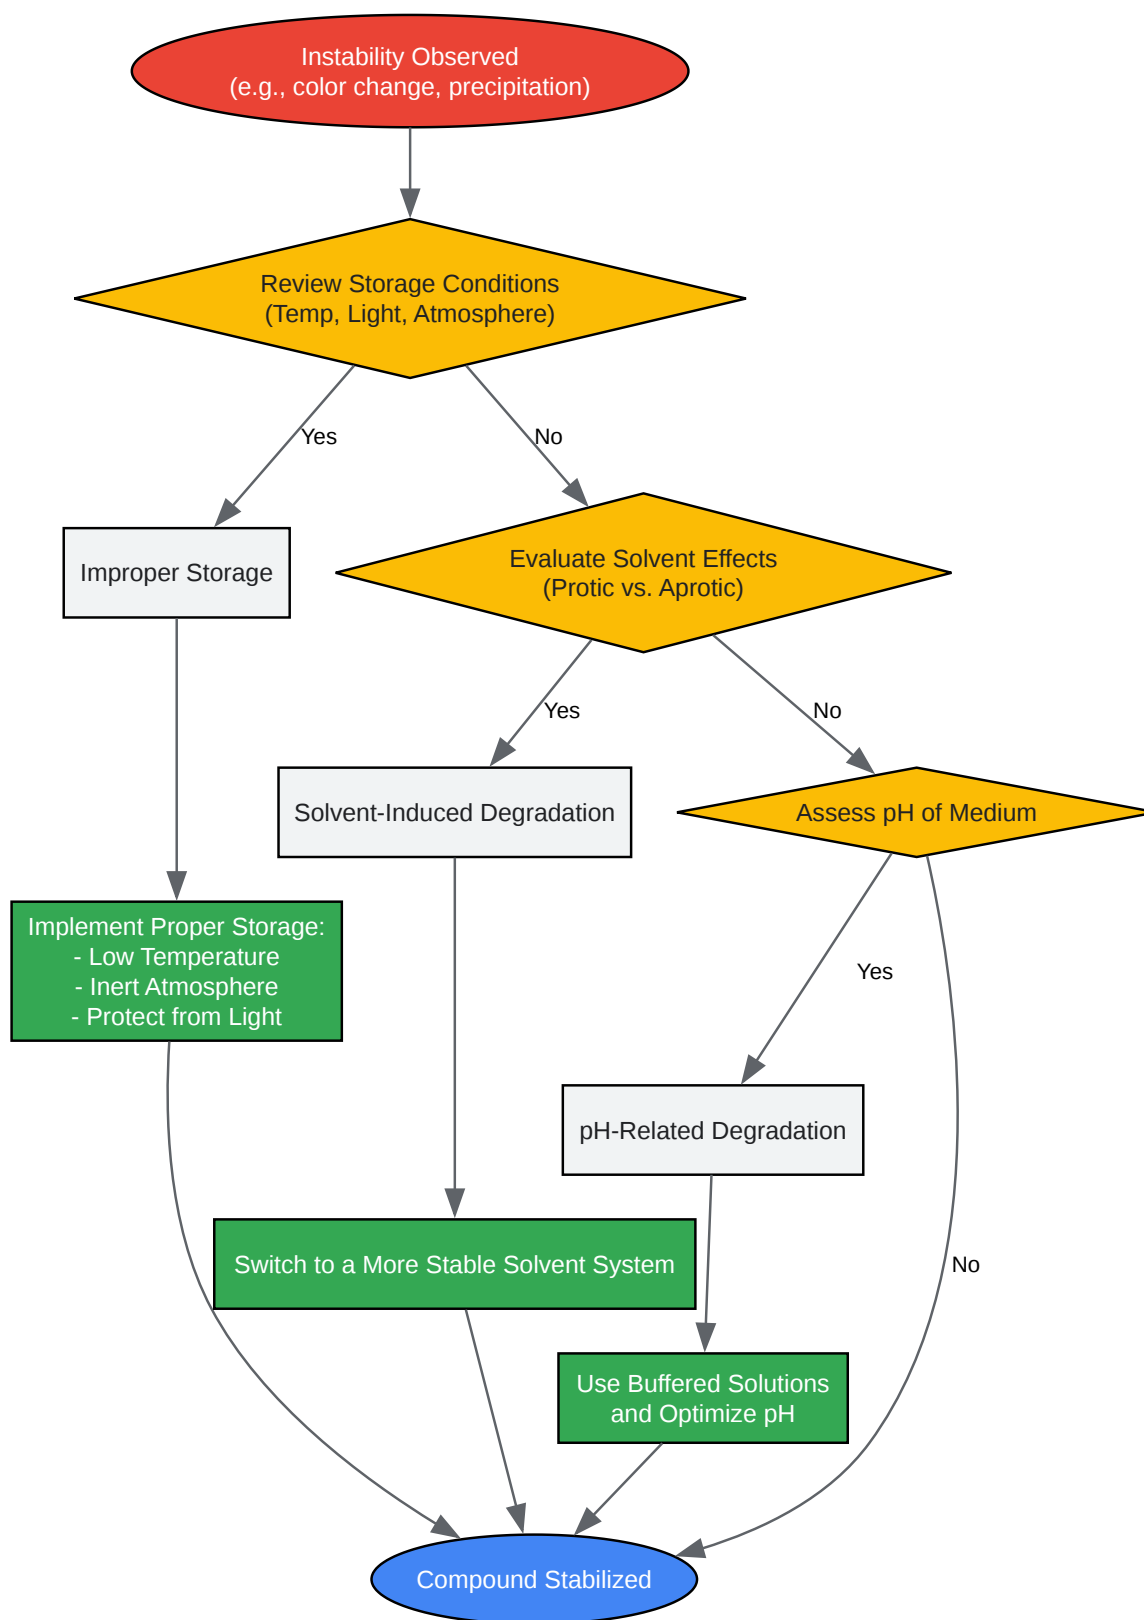 Instability Observed
(e.g., color change, precipitation)
Review Storage Conditions
(Temp, Light, Atmosphere)
Yes
No
Improper Storage
Evaluate Solvent Effects
(Protic vs. Aprotic)
Yes
No
Solvent-Induced Degradation
Assess pH of Medium
Implement Proper Storage:
- Low Temperature
- Inert Atmosphere
- Protect from Light
Yes
pH-Related Degradation
Switch to a More Stable Solvent System
No
Use Buffered Solutions
and Optimize pH
Compound Stabilized